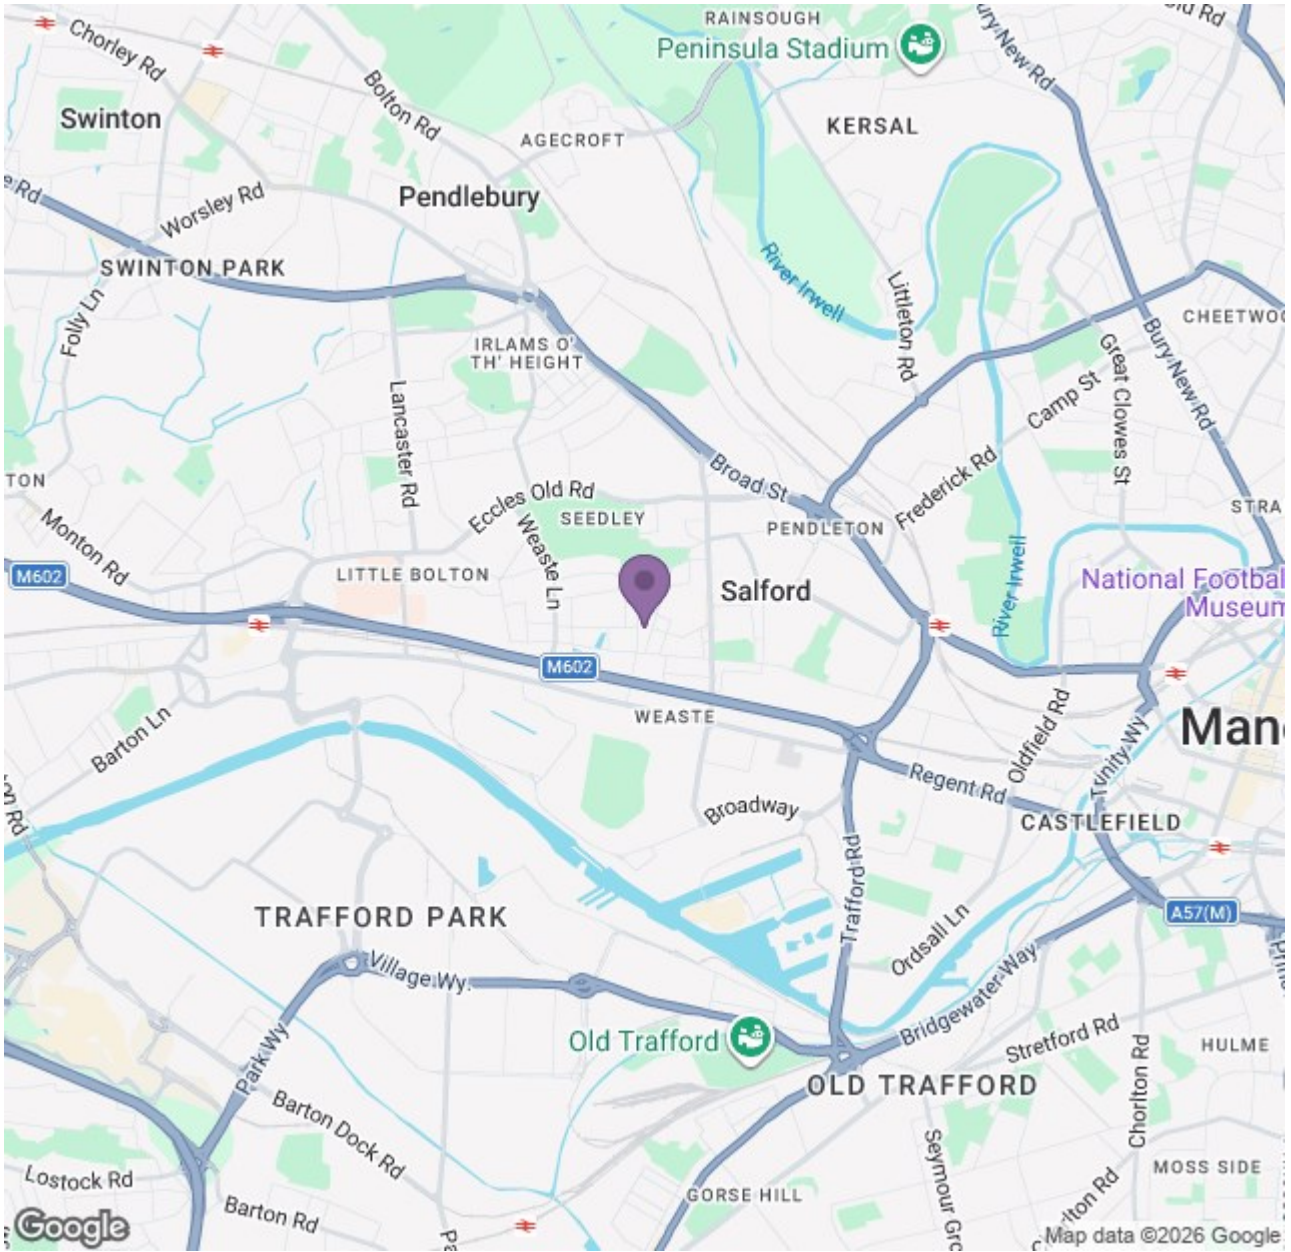 RAINSOUGH
Peninsula Stadium
Chorley Rd
Bolton Rd
Swinton
AGECROFT
KERSAL
Pendlebury
Worsley Rd
SWINTON PARK
River Irwell
Littleton Rd
Folly Ln
IRLAMS O'
TH' HEIGHT
CHEETWOO
Bury New Rd
Great Clowes St
Camp St
Lancaster Rd
Broad St
Frederick Rd
TON
Eccles Old Rd
SEEDLEY
PENDLETON
STRA
Monton Rd
Weaste Ln
M602
LITTLE BOLTON
Salford
River Irwell
National Footbal
Museum
M602
WEASTE
Barton Ln
Oldfield Rd
Trinity Wy
Man
Regent Rd
Broadway
CASTLEFIELD
Trafford Rd
TRAFFORD PARK
A57(M)
Ordsall Ln
Village Wy.
Bridgewater Way
Old Trafford
Stretford Rd
HULME
Park Wy
OLD TRAFFORD
Chorlton Rd
Barton Dock Rd
Seymour Gro
MOSS SIDE
Lostock Rd
GORSE HILL
Barton Rd
Google
Map data ©2026 Google